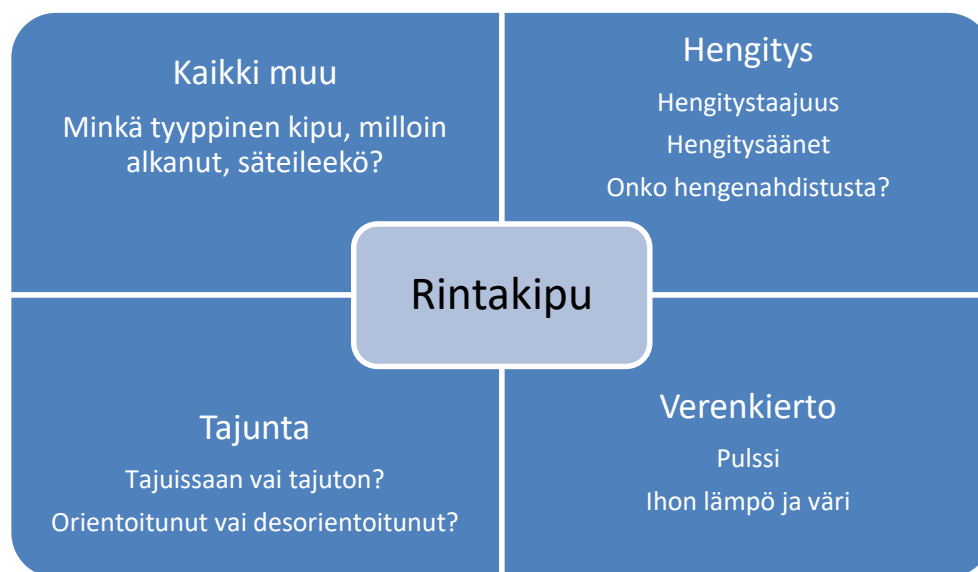 Kaikki muu
Minkä tyyppinen kipu, milloin
alkanut, säteileekö?
Hengitys
Hengitystaajuus
Hengitysäänet
Onko hengenahdistusta?
Rintakipu
Tajunta
Tajuissaan vai tajuton?
Orientoitunut vai desorientoitunut?
Verenkierto
Pulssi
Ihon lämpö ja väri